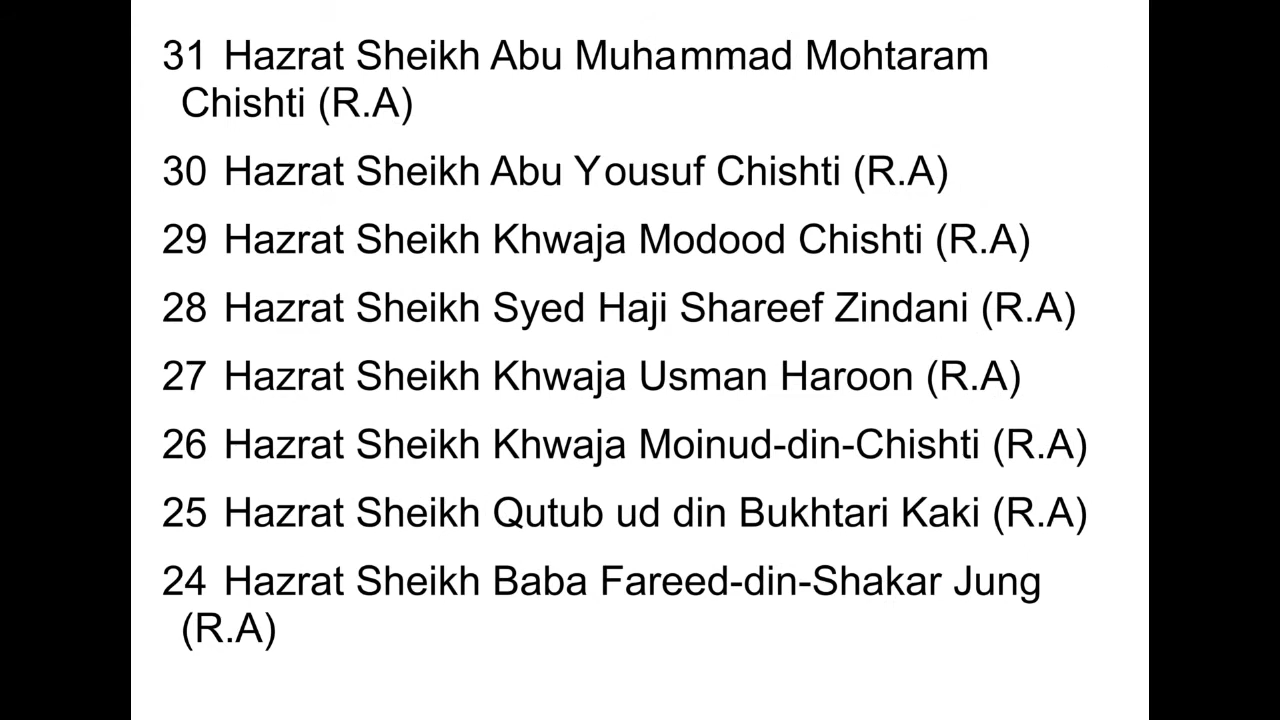 31 Hazrat Sheikh Abu Muhammad Mohtaram
Chishti (R.A)
30 Hazrat Sheikh Abu Yousuf Chishti (R.A)
29 Hazrat Sheikh Khwaja Modood Chishti (R.A)
28 Hazrat Sheikh Syed Haji Shareef Zindani (R.A)
27 Hazrat Sheikh Khwaja Usman Haroon (R.A)
26 Hazrat Sheikh Khwaja Moinud-din-Chishti (R.A)
25 Hazrat Sheikh Qutub ud din Bukhtari Kaki (R.A)
24 Hazrat Sheikh Baba Fareed-din-Shakar Jung
(R.A)